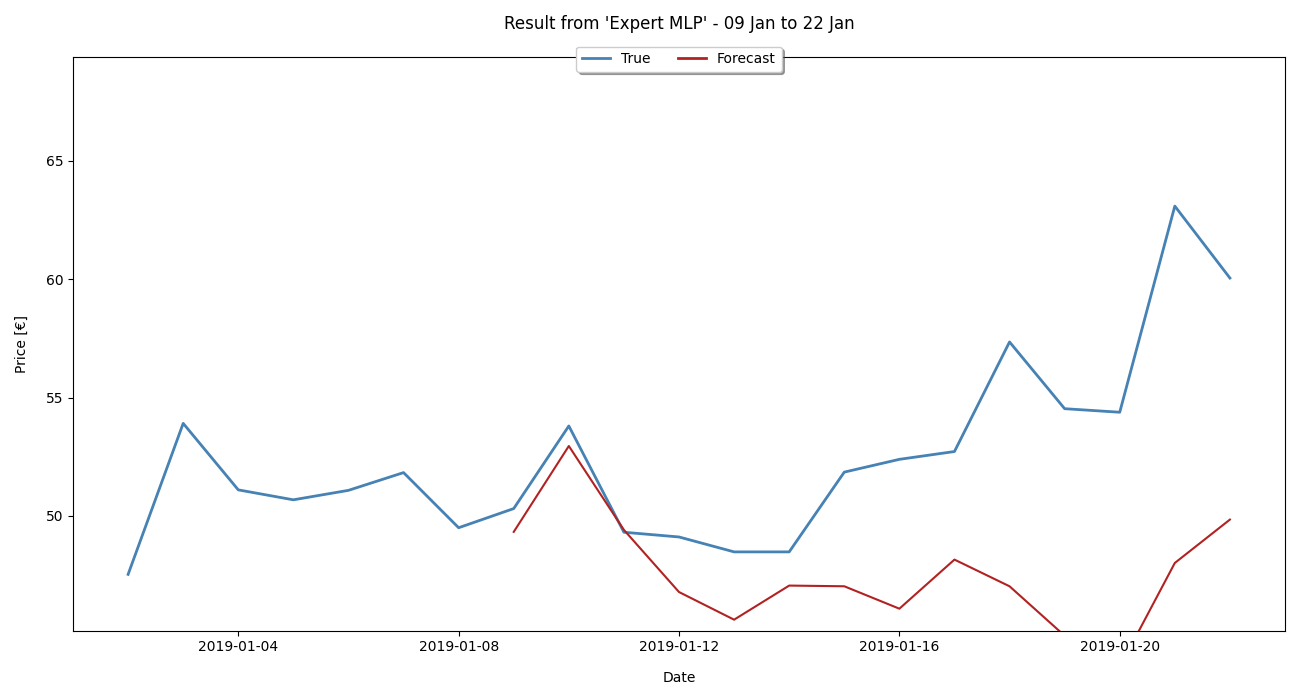 Result from 'Expert MLP' - 09 Jan to 22 Jan
True Forecast
65
60
55
50
Price [€]
2019-01-04 2019-01-08 2019-01-12 2019-01-16 2019-01-20
Date